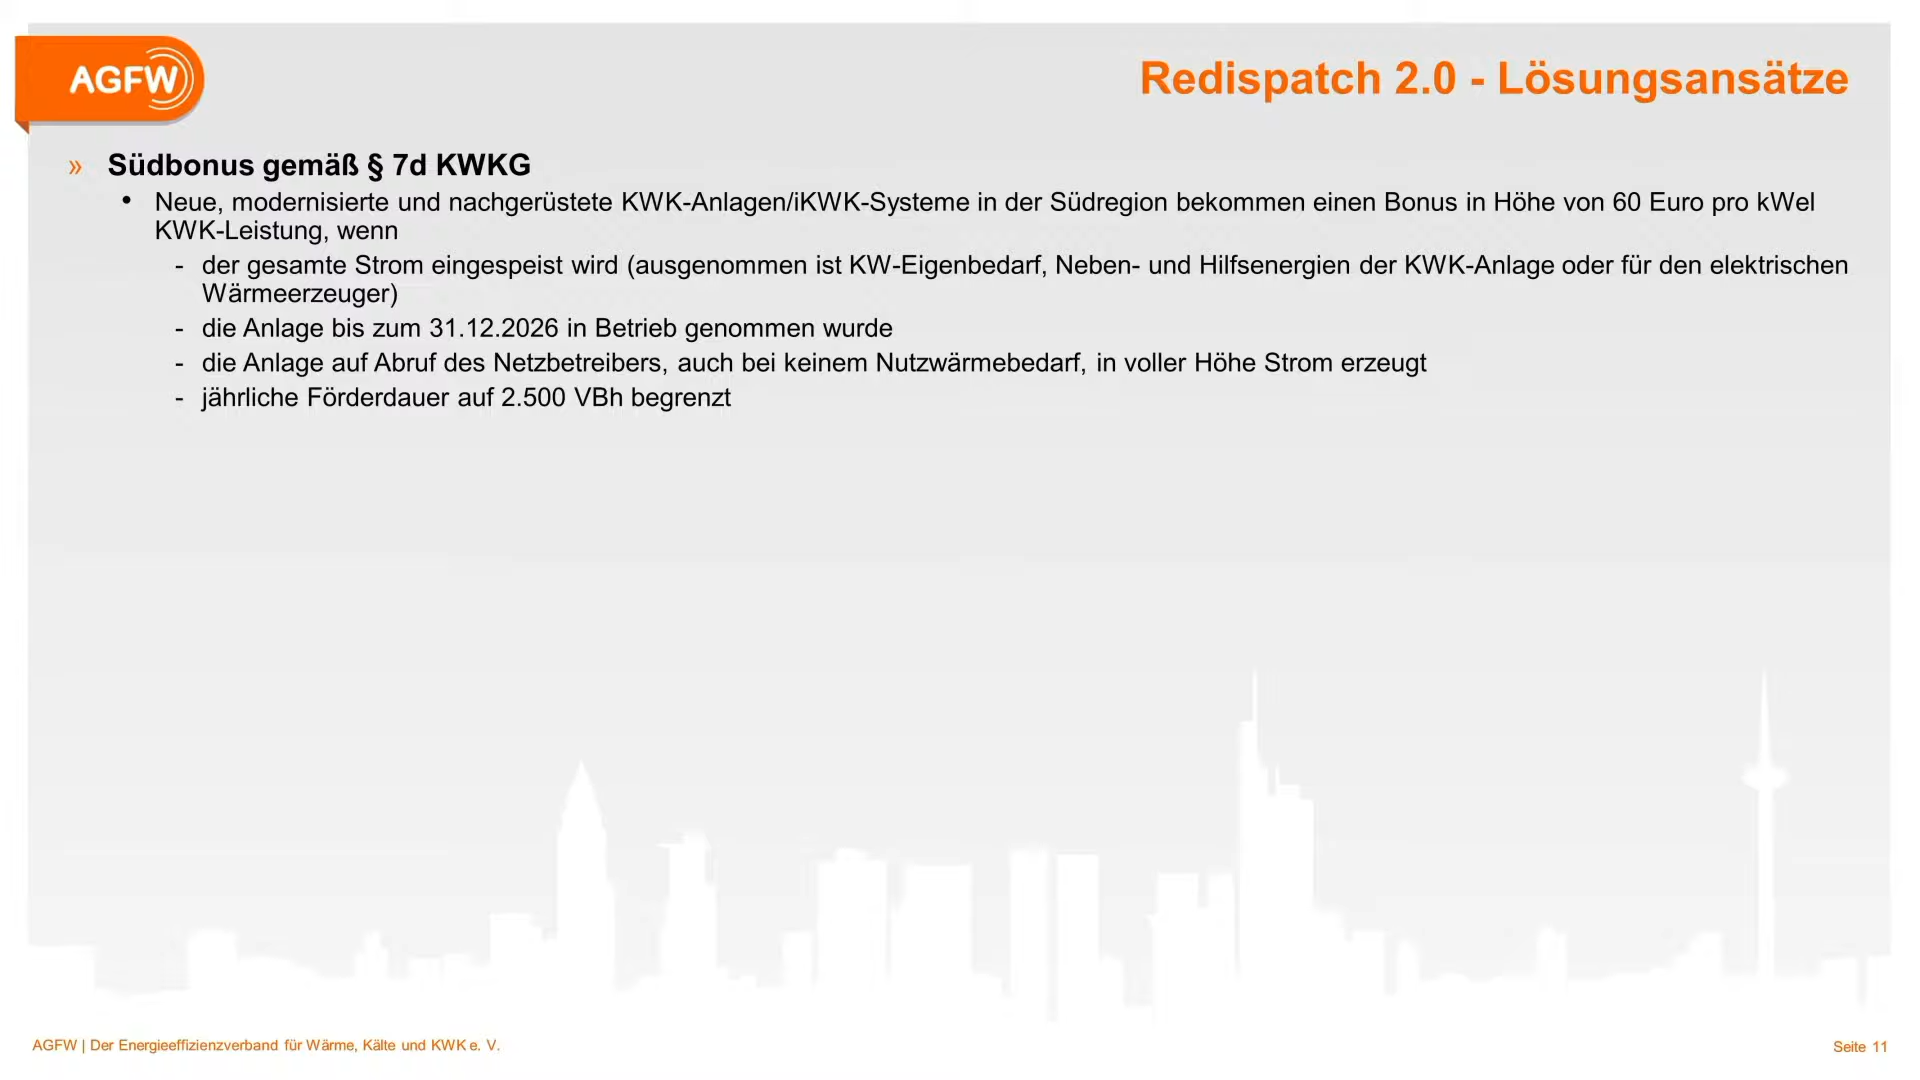 AGFW
Redispatch 2.0 - Lösungsansätze
» Südbonus gemäß § 7d KWKG
• Neue, modernisierte und nachgerüstete KWK-Anlagen/iKWK-Systeme in der Südregion bekommen einen Bonus in Höhe von 60 Euro pro kWel
KWK-Leistung, wenn
- der gesamte Strom eingespeist wird (ausgenommen ist KW-Eigenbedarf, Neben- und Hilfsenergien der KWK-Anlage oder für den elektrischen
Wärmeerzeuger)
- die Anlage bis zum 31.12.2026 in Betrieb genommen wurde
- die Anlage auf Abruf des Netzbetreibers, auch bei keinem Nutzwärmebedarf, in voller Höhe Strom erzeugt
- jährliche Förderdauer auf 2.500 VBh begrenzt
AGFW | Der Energieeffizienzverband für Wärme, Kälte und KWK e. V.
Seite 11